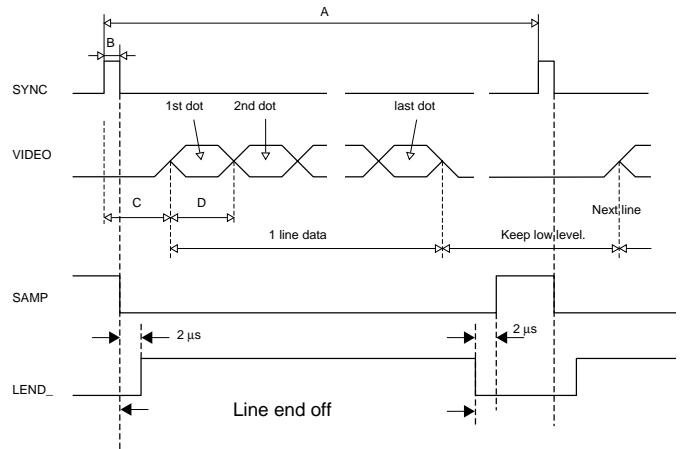 A
B
SYNC
1st dot 2nd dot last dot
VIDEO
C D
Next line
1 line data Keep low level.
SAMP
2 μs 2 μs
LEND_
Line end off